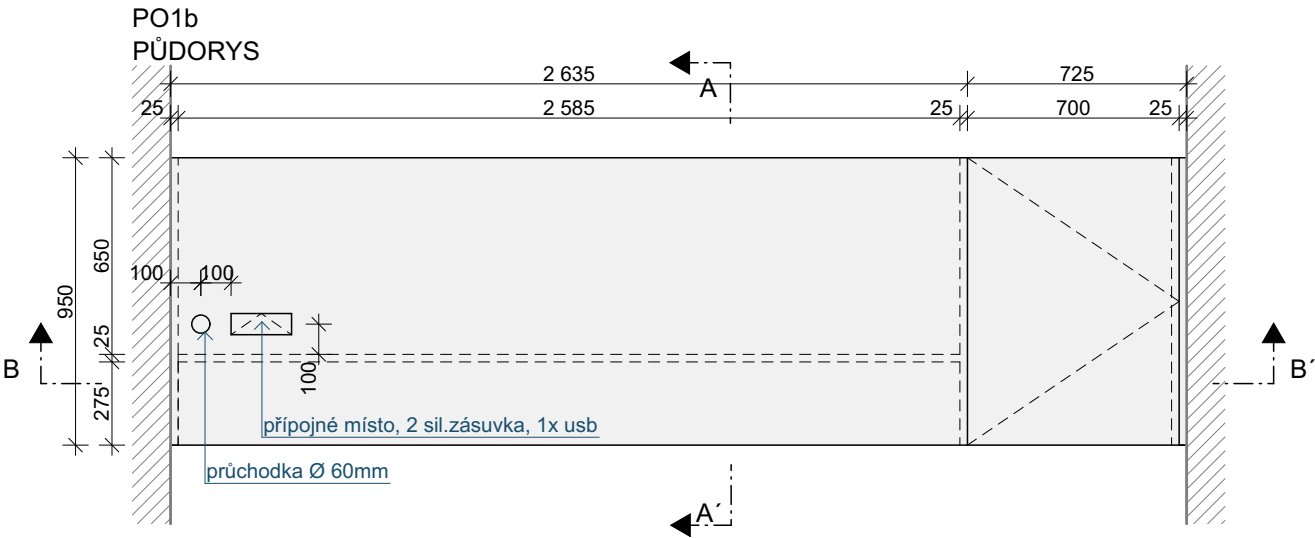 PO1b
PŮDORYS
2 635
725
A
25
2 585
25
700
25
100
100
650
950
25
275
100
B
B´
přípojné místo, 2 sil.zásuvka, 1x usb
průchodka Ø 60mm
A´